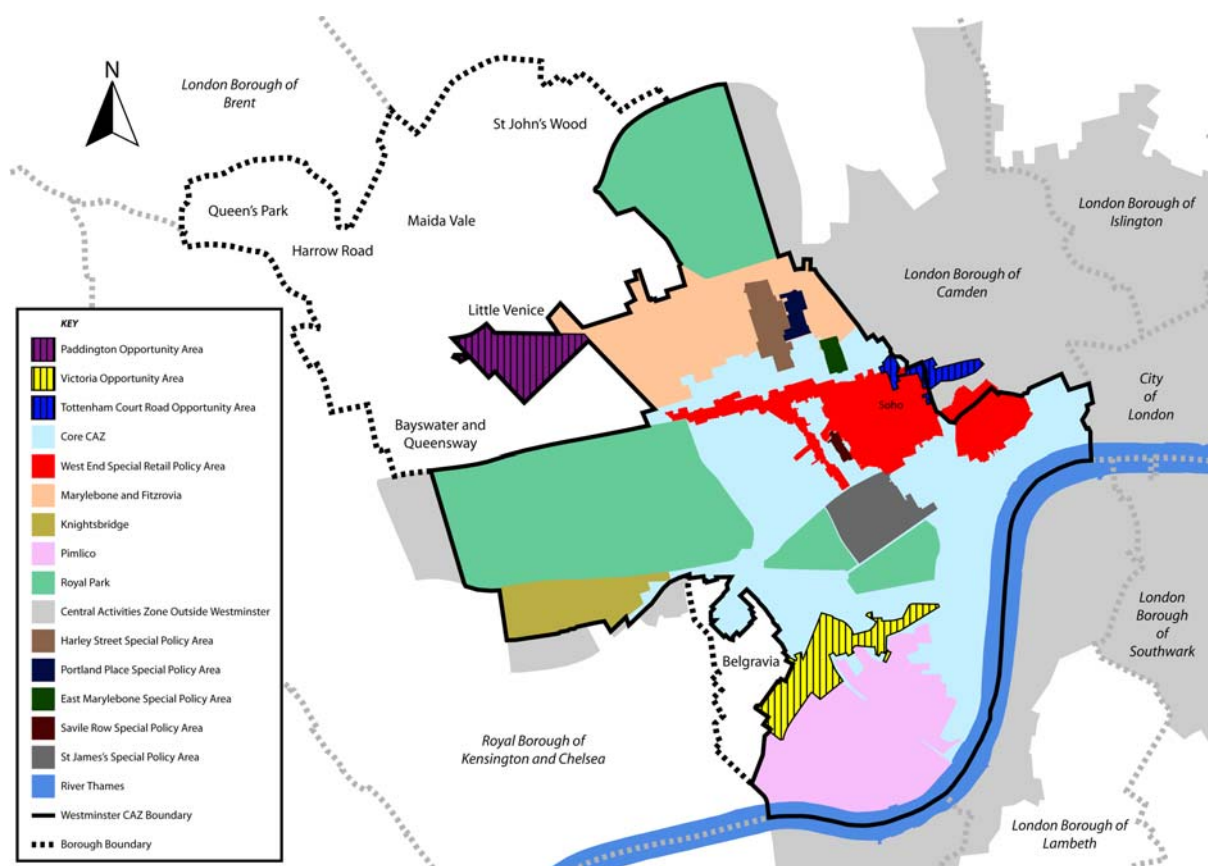 N
London Borough of
Brent
St John's Wood
Queen's Park
Maida Vale
Harrow Road
London Borough of
Islington
London Borough of
Camden
Little Venice
City
of
London
Soho
Bayswater and
Queensway
Belgravia
London
Borough
of
Southwark
Royal Borough of
Kensington and Chelsea
London Borough of
Lambeth
KEY
Paddington Opportunity Area
Victoria Opportunity Area
Tottenham Court Road Opportunity Area
Core CAZ
West End Special Retail Policy Area
Marylebone and Fitzrovia
Knightsbridge
Pimlico
Royal Park
Central Activities Zone Outside Westminster
Harley Street Special Policy Area
Portland Place Special Policy Area
East Marylebone Special Policy Area
Savile Row Special Policy Area
St James's Special Policy Area
River Thames
Westminster CAZ Boundary
Borough Boundary